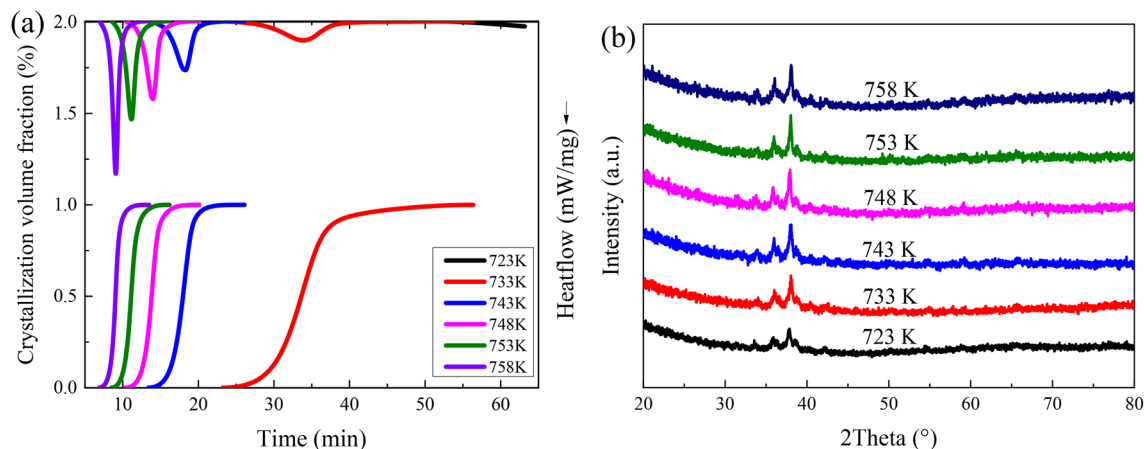 (a)
2.0
1.5
1.0
0.5
0.0
Crystallization volume fraction (%)
10
20
30
40
50
60
Time (min)
Heatflow (mW/mg)
723K
733K
743K
748K
753K
758K
(b)
758 K
753 K
748 K
743 K
733 K
723 K
Intensity (a.u.)
20
30
40
50
60
70
80
2Theta (°)